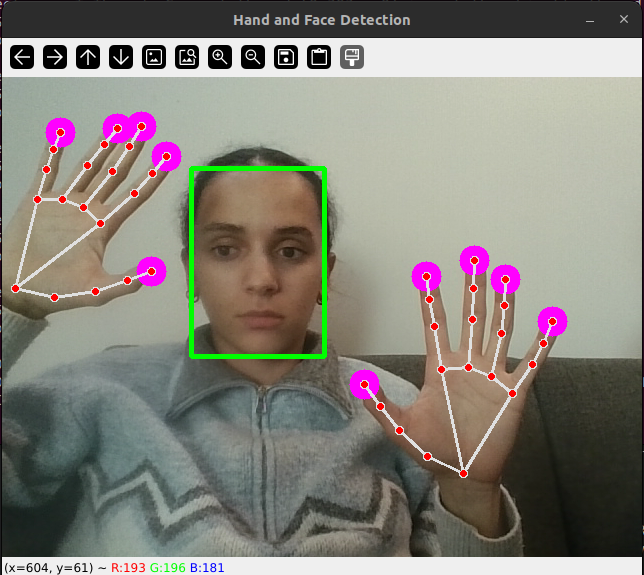 Hand and Face Detection
(x=604, y=61) ~ R:193 G:196 B:181